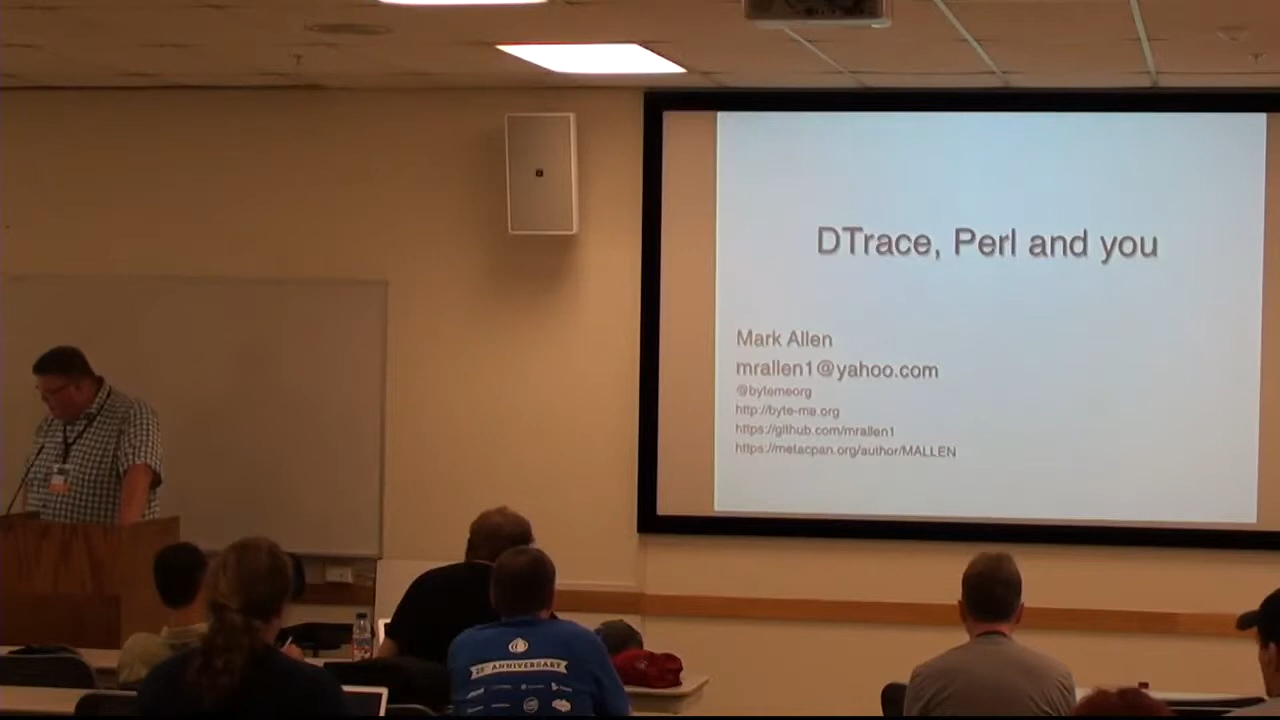 DTrace, Perl and you
Mark Allen
mrallen1@yahoo.com
@bytemeorg
http://byte-me.org
https://github.com/mrallen1
https://metacpan.org/author/MALLEN
ANNIVERSARY